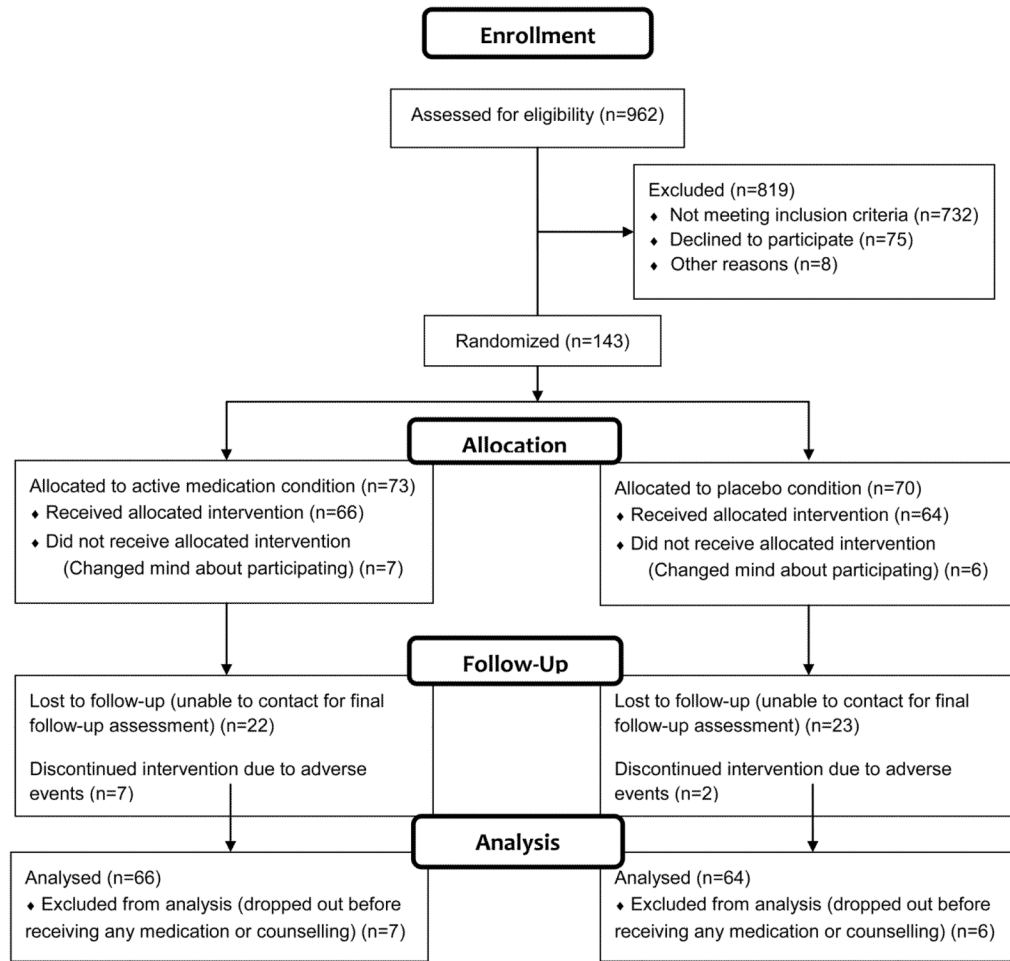 Enrollment
Assessed for eligibility (n=962)
Excluded (n=819)
♦ Not meeting inclusion criteria (n=732)
♦ Declined to participate (n=75)
♦ Other reasons (n=8)
Randomized (n=143)
Allocation
Allocated to active medication condition (n=73)
♦ Received allocated intervention (n=66)
♦ Did not receive allocated intervention
(Changed mind about participating) (n=7)
Allocated to placebo condition (n=70)
♦ Received allocated intervention (n=64)
♦ Did not receive allocated intervention
(Changed mind about participating) (n=6)
Follow-Up
Lost to follow-up (unable to contact for final
follow-up assessment) (n=22)
Discontinued intervention due to adverse
events (n=7)
Lost to follow-up (unable to contact for final
follow-up assessment) (n=23)
Discontinued intervention due to adverse
events (n=2)
Analysis
Analysed (n=66)
♦ Excluded from analysis (dropped out before
receiving any medication or counselling) (n=7)
Analysed (n=64)
♦ Excluded from analysis (dropped out before
receiving any medication or counselling) (n=6)